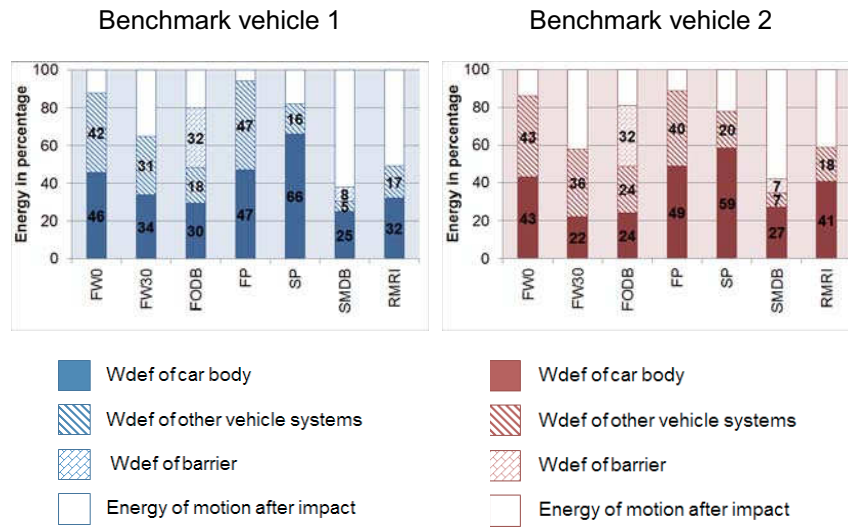 Benchmark vehicle 1
Benchmark vehicle 2
Energy in percentage
100
80
60
40
20
0
42
46
31
34
32
18
30
47
47
16
66
8
5
25
17
32
FW0
FW30
FODB
FP
SP
SMDB
RMRI
Energy in percentage
100
80
60
40
20
0
43
43
36
22
32
24
24
40
49
20
59
7
7
27
18
41
FW0
FW30
FODB
FP
SP
SMDB
RMRI
Wdef of car body
Wdef of other vehicle systems
Wdef of barrier
Energy of motion after impact
Wdef of car body
Wdef of other vehicle systems
Wdef of barrier
Energy of motion after impact